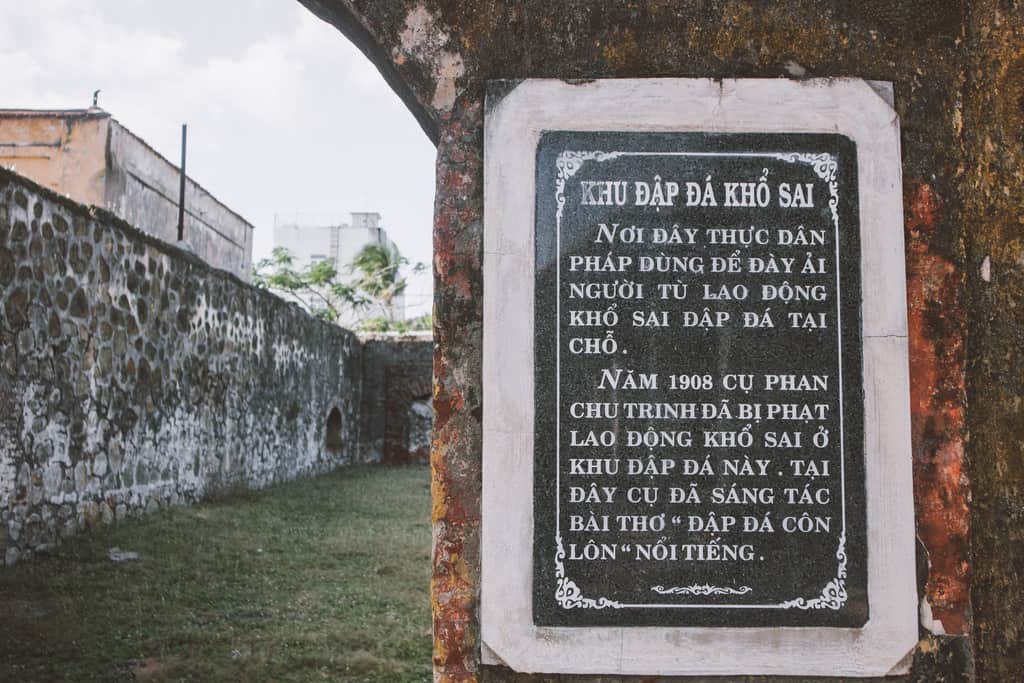 KHU ĐẬP ĐÁ KHỔ SAI
NƠI ĐÂY THỰC DÂN
PHÁP DÙNG ĐỂ ĐÀY ẢI
NGƯỜI TÙ LAO ĐỘNG
KHỔ SAI ĐẬP ĐÁ TẠI
CHỖ .
NĂM 1908 CỤ PHAN
CHU TRINH ĐÃ BỊ PHẠT
LAO ĐỘNG KHỔ SAI Ở
KHU ĐẬP ĐÁ NÀY . TẠI
ĐÂY CỤ ĐÃ SÁNG TÁC
BÀI THƠ “ ĐẬP ĐÁ CÔN
LÔN “ NỔI TIẾNG .